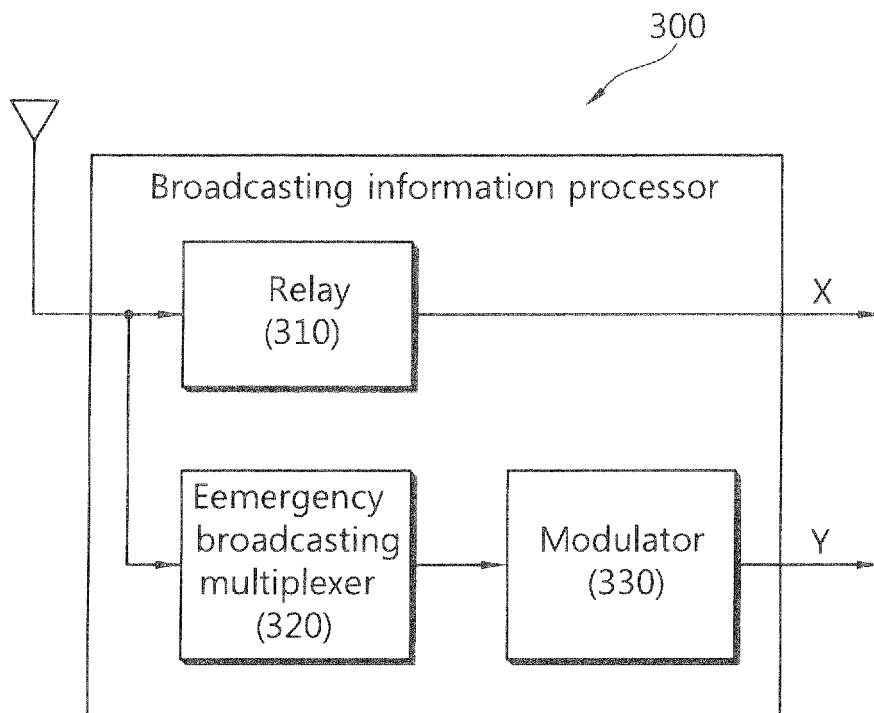 300
Broadcasting information processor
Relay
(310)
X
Eemergency
broadcasting
multiplexer
(320)
Modulator
(330)
Y